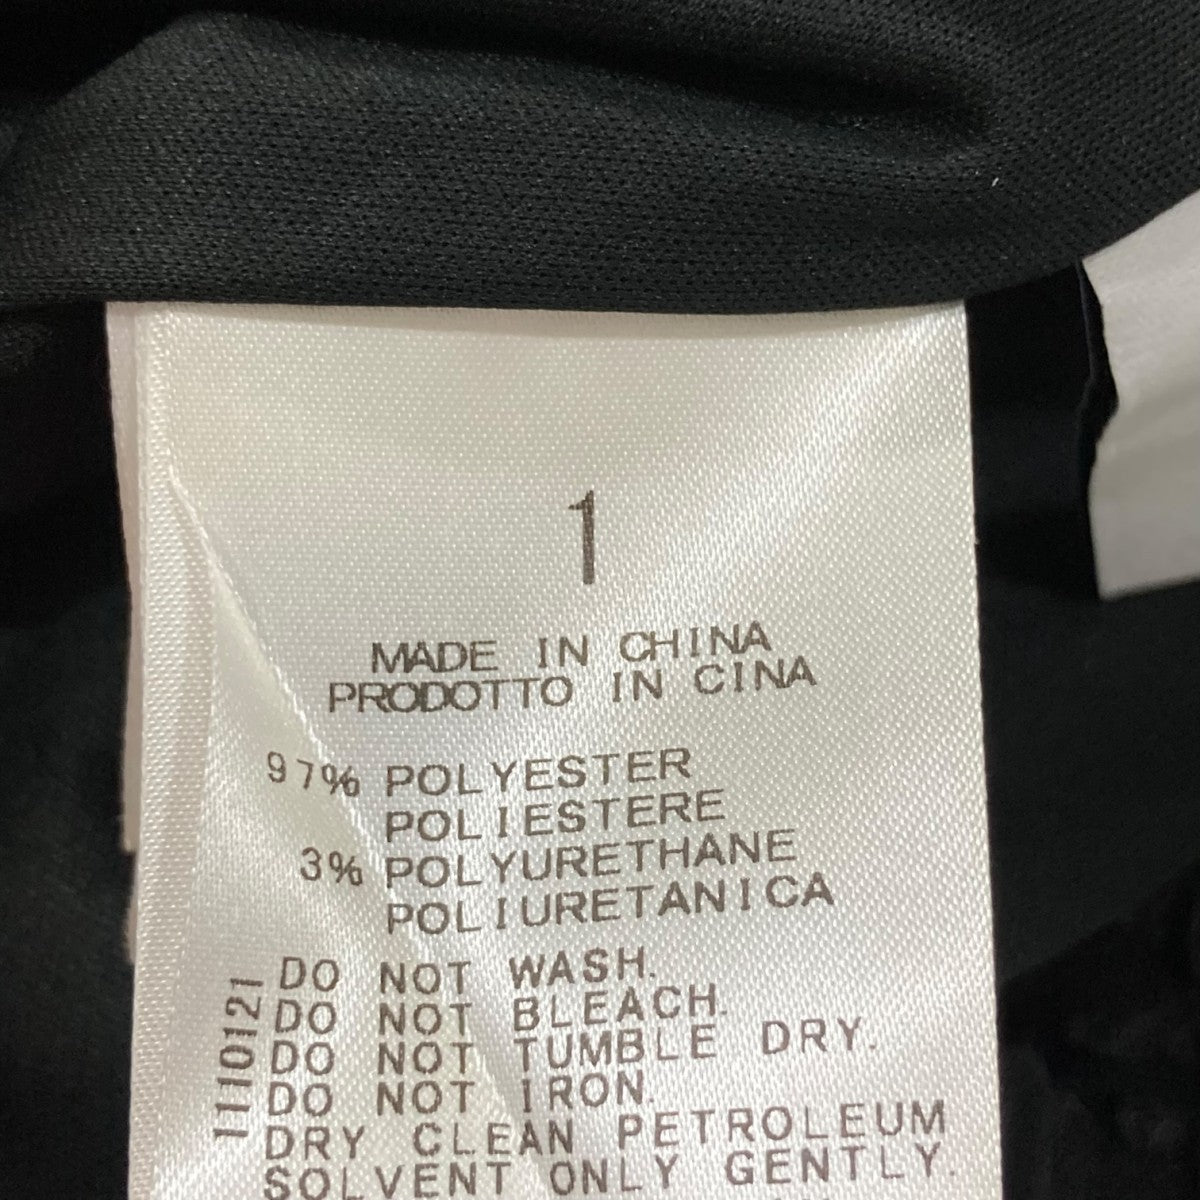 1
MADE IN CHINA
PRODOTTO IN CINA
97% POLYESTER
POLIESTERE
3% POLYURETHANE
POLIURETANICA
DO NOT WASH.
DO NOT BLEACH.
DO NOT TUMBLE DRY.
DO NOT IRON.
DRY CLEAN PETROLEUM
SOLVENT ONLY GENTLY.
1110121